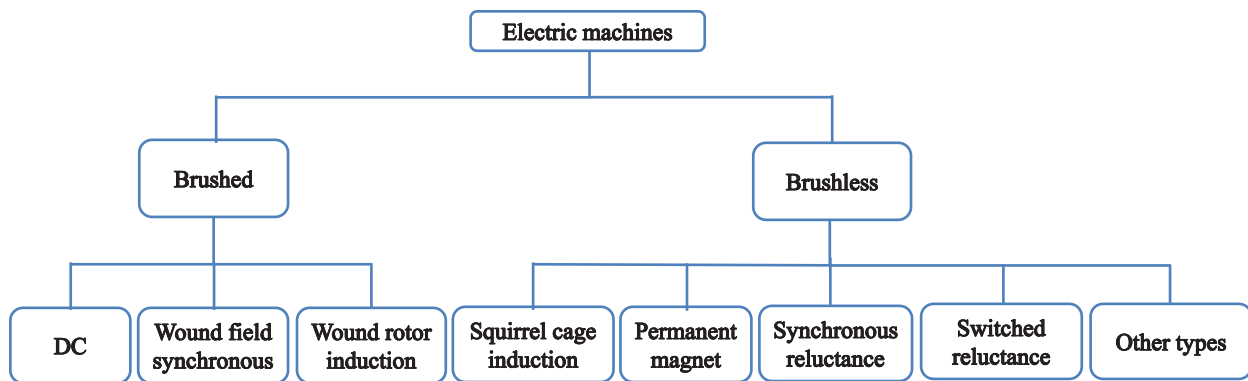 Electric machines
Brushed
Brushless
DC
Wound field
synchronous
Wound rotor
induction
Squirrel cage
induction
Permanent
magnet
Synchronous
reluctance
Switched
reluctance
Other types